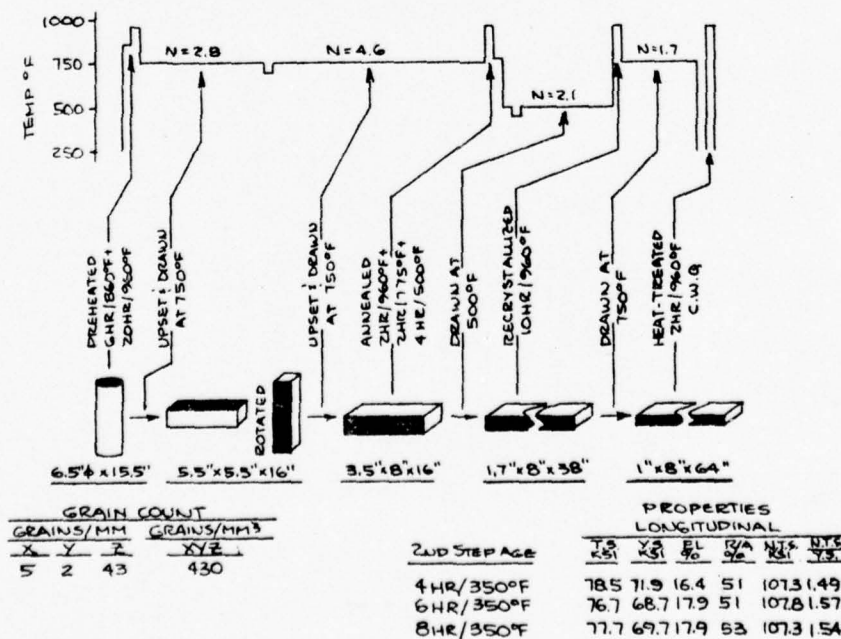 1000
750
500
250
TEMP °F
N=2.8
N=4.6
N=2.1
N=1.7
PREHEATED
6HR/860°F+
20HR/960°F
UPSET & DRAWN
AT 750°F
UPSET & DRAWN
AT 750°F
ANNEALED
2HR/960°F+
2HR/775°F+
4HR/500°F
DRAWN AT
500°F
RECRYSTALLIZED
10HR/960°F
DRAWN AT
750°F
HEAT-TREATED
2HR/960°F
C.W.Q.
ROTATED
6.5"ϕ x 15.5"
5.5"x5.5"x16"
3.5"x8"x16"
1.7"x8"x38"
1"x8"x64"
GRAIN COUNT
GRAINS/MM GRAINS/MM³
X Y Z XYZ
5 2 43 430
PROPERTIES
LONGITUDINAL
2ND STEP AGE T.S. KSI Y.S. KSI EL % R/A % N.T.S. KSI N.T.S. Y.S.
4HR/350°F 78.5 71.9 16.4 51 107.3 1.49
6HR/350°F 76.7 68.7 17.9 51 107.8 1.57
8HR/350°F 77.7 69.7 17.9 53 107.3 1.54